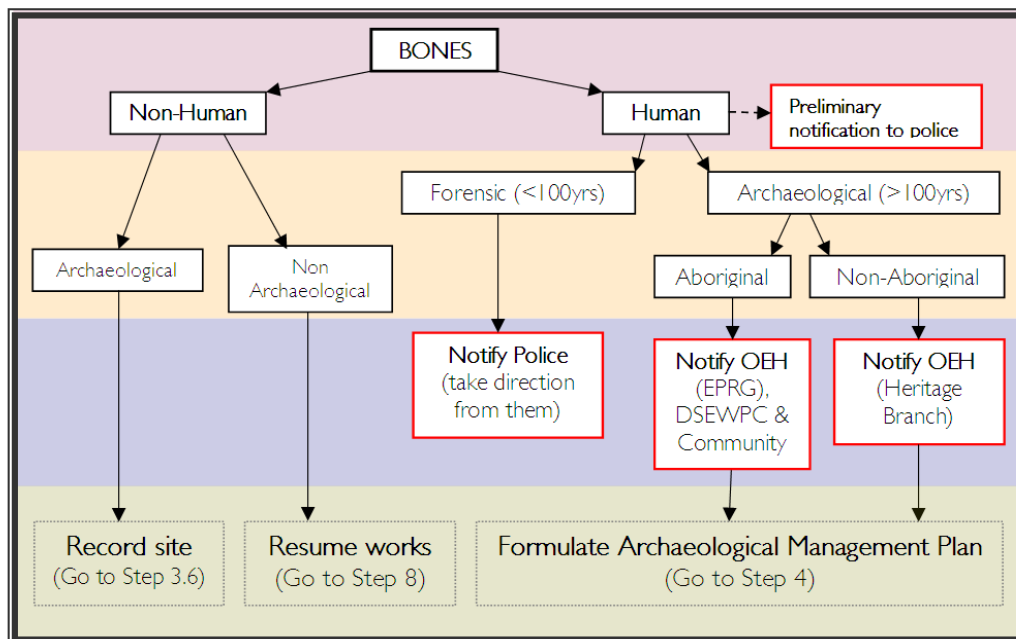 BONES
Non-Human
Human
Preliminary
notification to police
Forensic (<100yrs)
Archaeological (>100yrs)
Archaeological
Non
Archaeological
Aboriginal
Non-Aboriginal
Notify Police
(take direction
from them)
Notify OEH
(EPRG),
DSEWPC &
Community
Notify OEH
(Heritage
Branch)
Record site
(Go to Step 3.6)
Resume works
(Go to Step 8)
Formulate Archaeological Management Plan
(Go to Step 4)